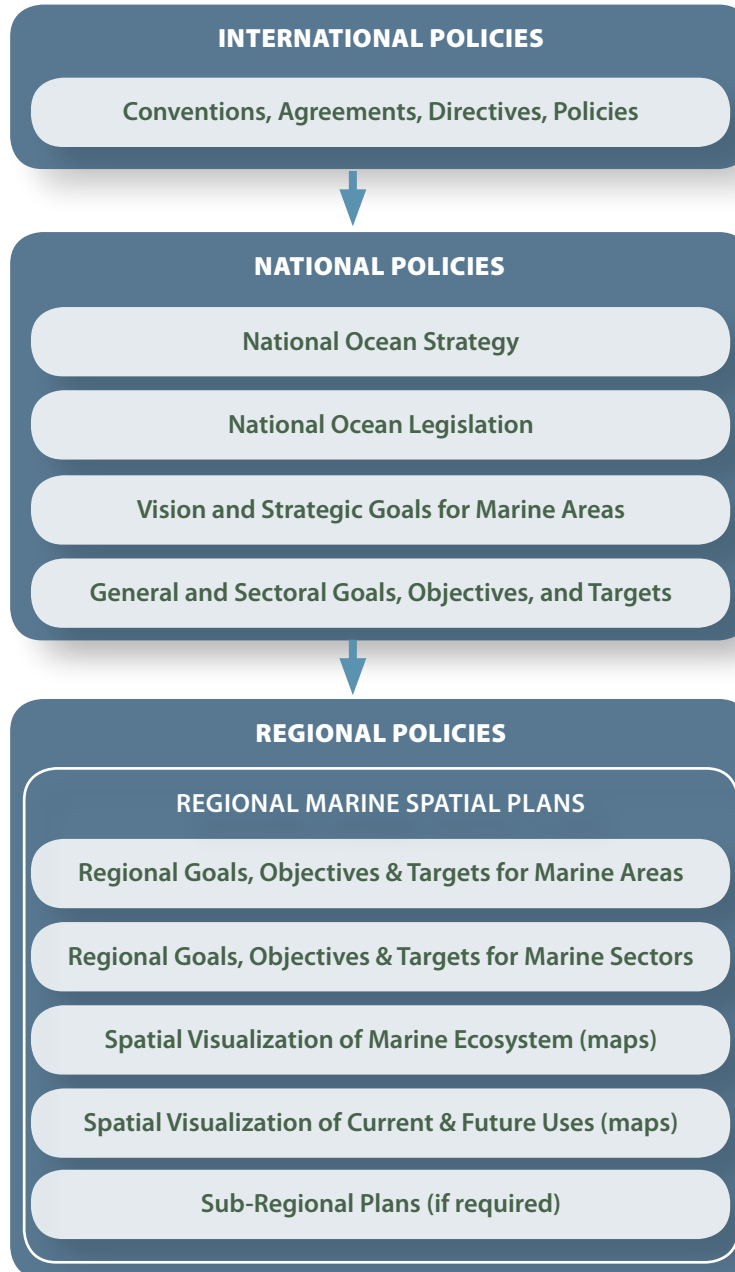 INTERNATIONAL POLICIES
Conventions, Agreements, Directives, Policies
NATIONAL POLICIES
National Ocean Strategy
National Ocean Legislation
Vision and Strategic Goals for Marine Areas
General and Sectoral Goals, Objectives, and Targets
REGIONAL POLICIES
REGIONAL MARINE SPATIAL PLANS
Regional Goals, Objectives & Targets for Marine Areas
Regional Goals, Objectives & Targets for Marine Sectors
Spatial Visualization of Marine Ecosystem (maps)
Spatial Visualization of Current & Future Uses (maps)
Sub-Regional Plans (if required)